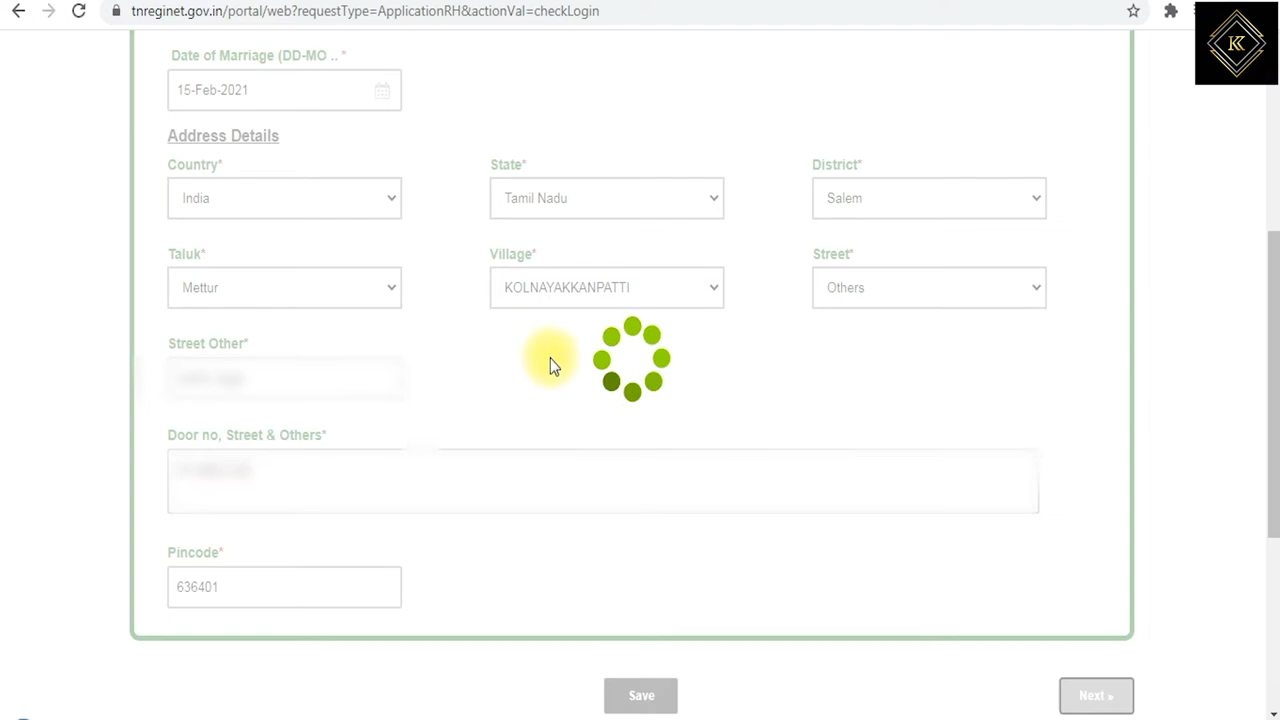 tnreginet.gov.in/portal/web?requestType=ApplicationRH&actionVal=checkLogin
Date of Marriage (DD-MO .. *
15-Feb-2021
Address Details
Country* State* District*
India Tamil Nadu Salem
Taluk* Village* Street*
Mettur KOLNAYAKKANPATTI Others
Street Other*
Door no, Street & Others*
Pincode*
636401
Save Next »